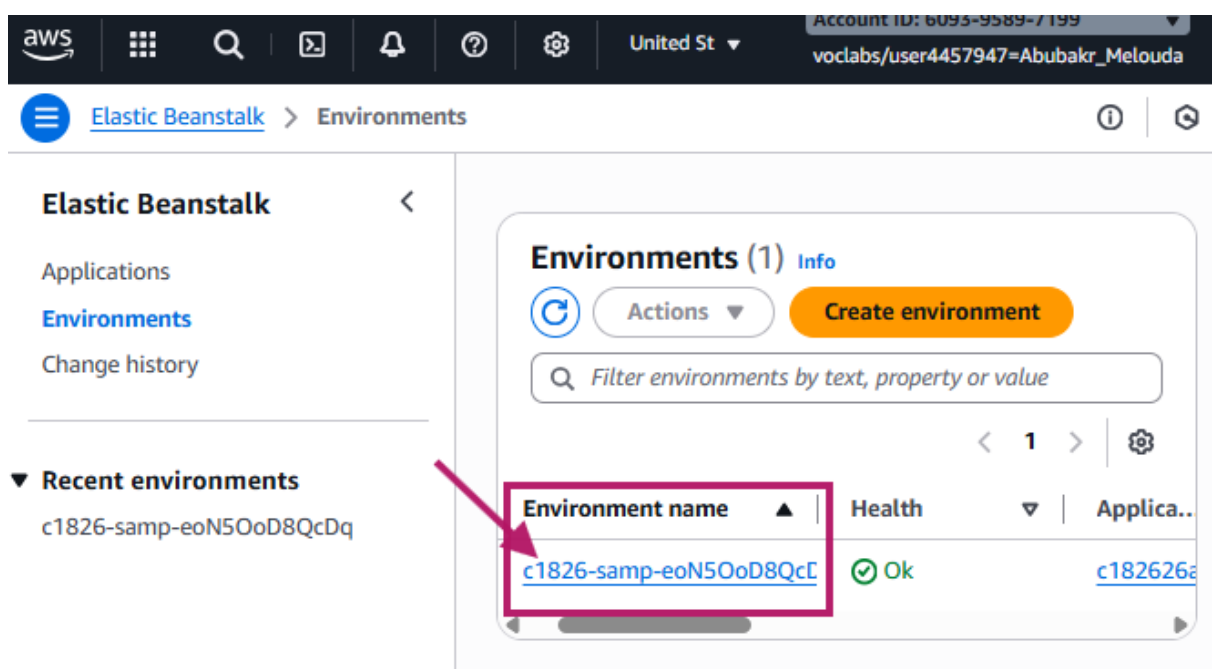 aws
United St
Account ID: 6093-9589-7199
voclabs/user4457947=Abubakr_Melouda
Elastic Beanstalk > Environments
Elastic Beanstalk
Applications
Environments
Change history
Recent environments
c1826-samp-eoN5OoD8QcDq
Environments (1) Info
Actions
Create environment
Filter environments by text, property or value
1
Environment name
Health
Applica...
c1826-samp-eoN5OoD8QcD
Ok
c182626a